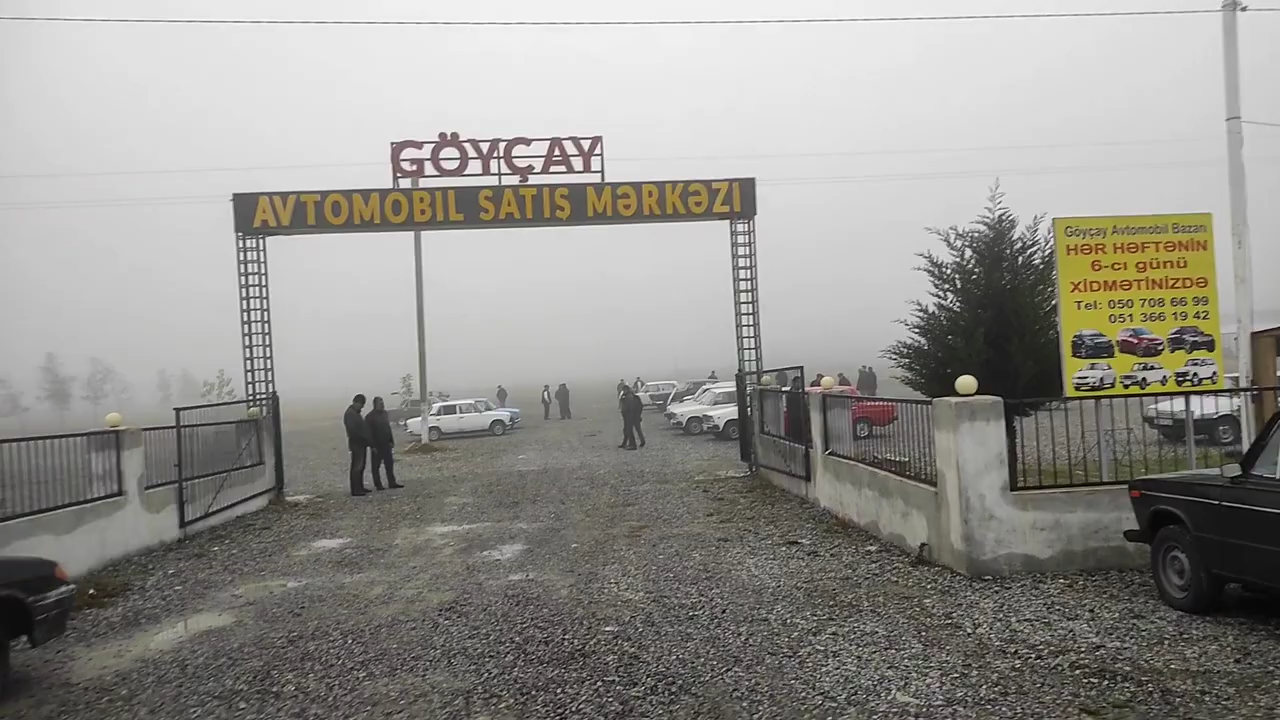 GÖYÇAY
AVTOMOBIL SATIŞ MƏRKƏZI
Göyçay Avtomobil Bazarı
HƏR HƏFTƏNİN
6-cı günü
XİDMƏTİNİZDƏ
Tel: 050 708 66 99
051 366 19 42